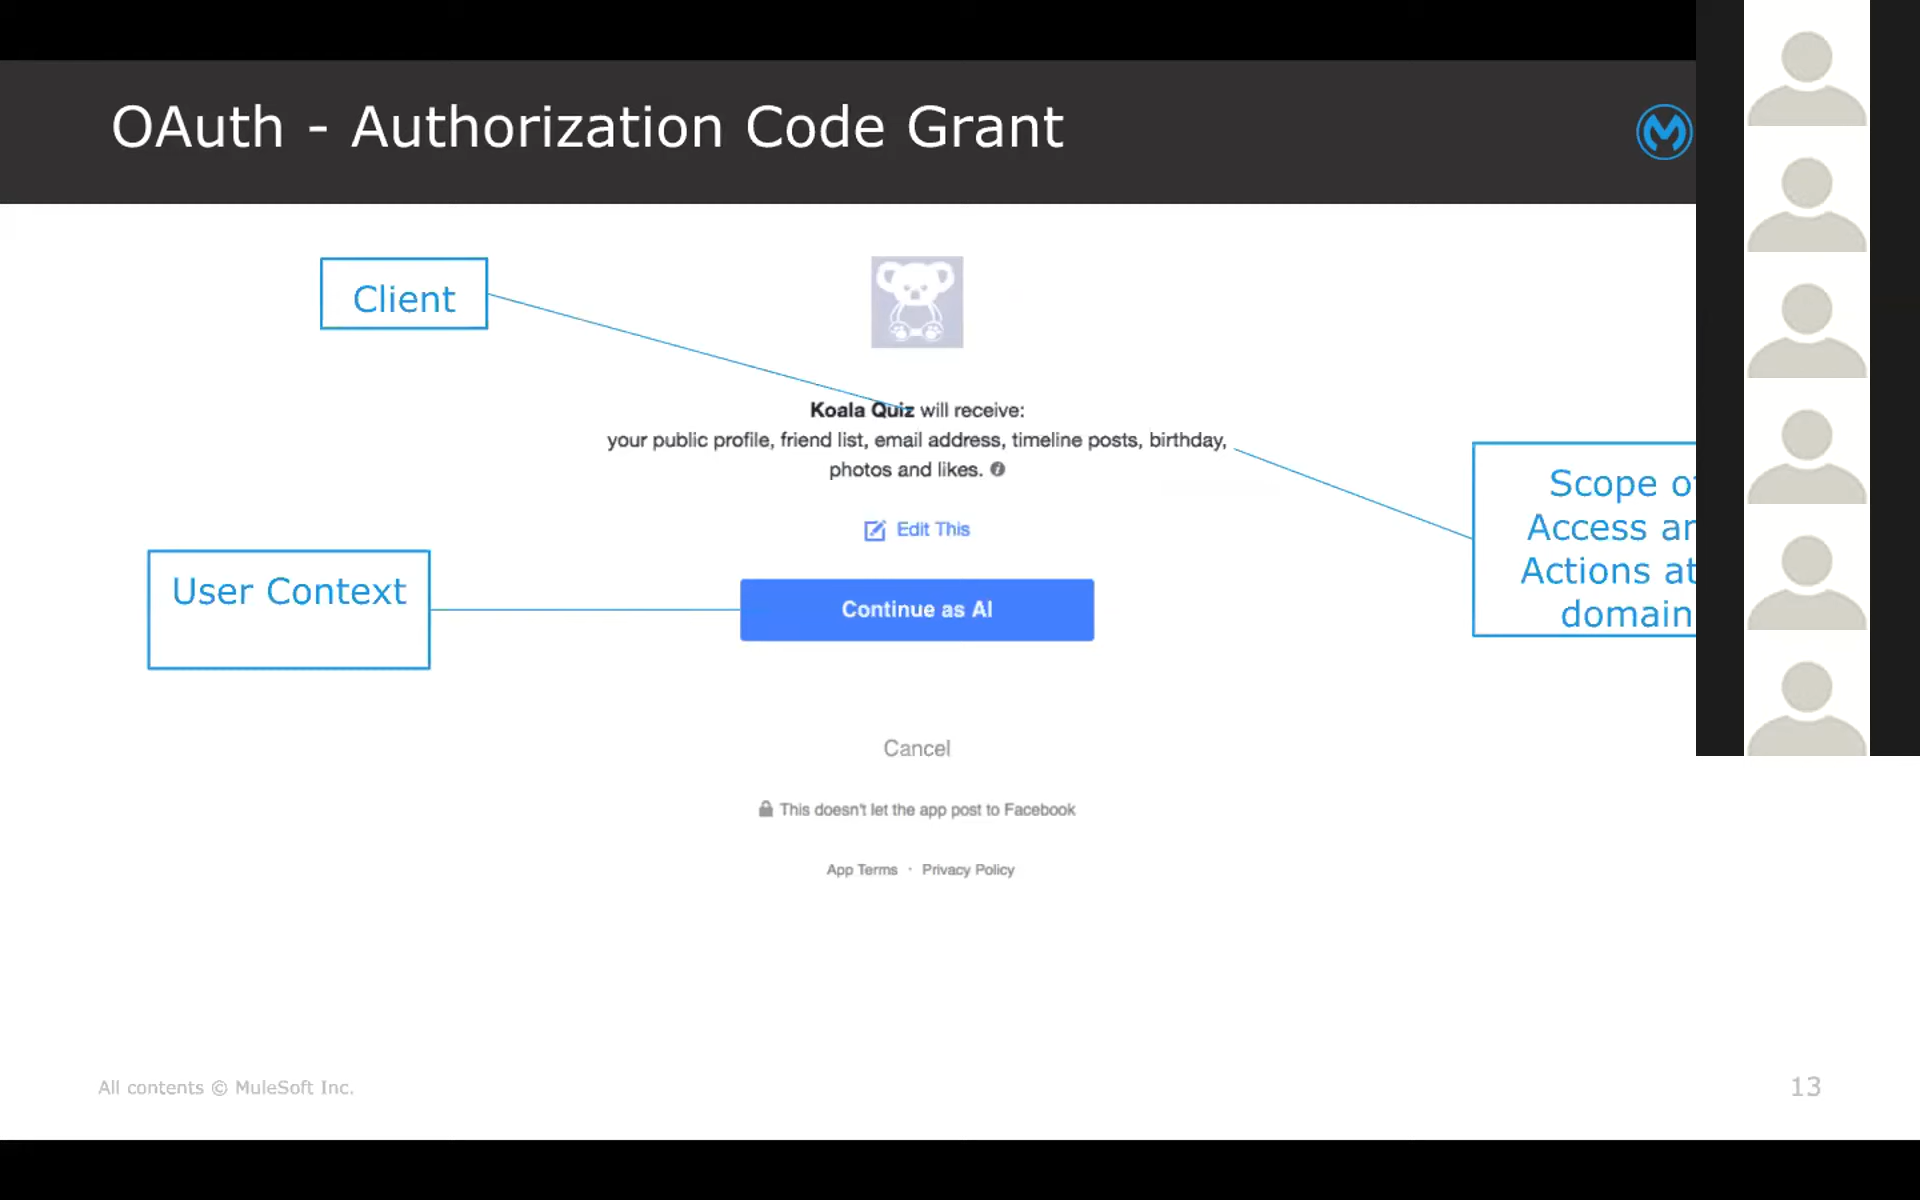 OAuth - Authorization Code Grant
Client
Koala Quiz will receive:
your public profile, friend list, email address, timeline posts, birthday,
photos and likes.
Edit This
Scope
Access
Actions at
domain
User Context
Continue as Al
Cancel
This doesn't let the app post to Facebook
App Terms · Privacy Policy
All contents © MuleSoft Inc.
13